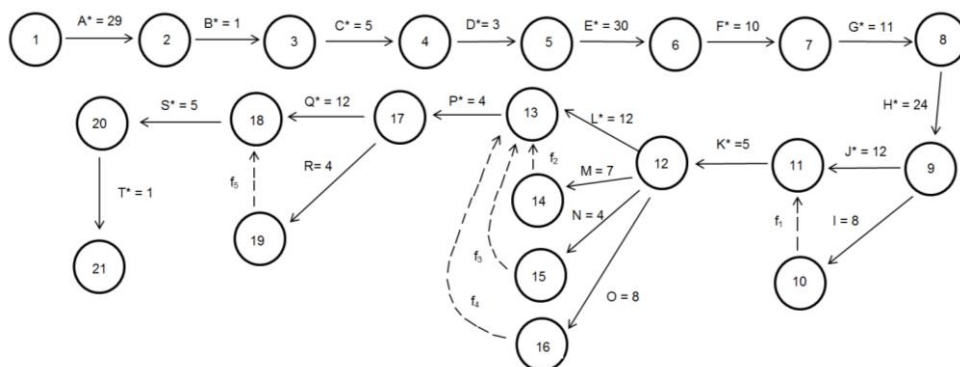 A* = 29
B* = 1
C* = 5
D*= 3
E*= 30
F* = 10
G*= 11
1
2
3
4
5
6
7
8
H* = 24
S* = 5
Q* = 12
P* = 4
L* = 12
K* =5
J* = 12
20
18
17
13
12
11
9
T* = 1
f₅
R= 4
f₂
M = 7
14
N = 4
f₁
I = 8
21
19
f₃
15
O = 8
10
f₄
16